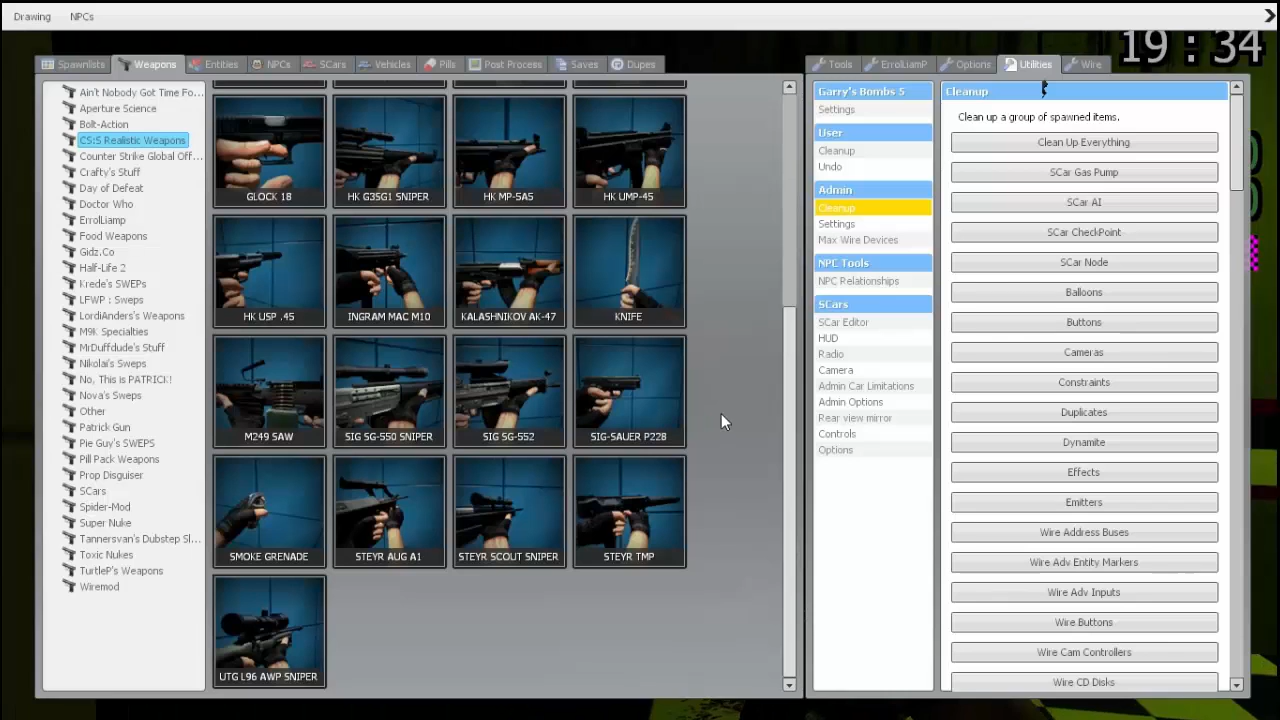 Drawing NPCs
19 : 34
Spawnlists Weapons Entities NPCs SCars Vehicles Pills Post Process Saves Dupes
Tools ErrolLiamP Options Utilities Wire
Ain't Nobody Got Time Fo...
Aperture Science
Bolt-Action
CS:S Realistic Weapons
Counter Strike Global Off...
Crafty's Stuff
Day of Defeat
Doctor Who
ErrolLiamp
Food Weapons
Gidz.Co
Half-Life 2
Krede's SWEPs
LFWP : Sweps
LordiAnders's Weapons
M9K Specialties
MrDuffdude's Stuff
Nikolai's Sweps
No, This is PATRICK!
Nova's Sweps
Other
Patrick Gun
Pie Guy's SWEPS
Pill Pack Weapons
Prop Disguiser
SCars
Spider-Mod
Super Nuke
Tannersvan's Dubstep Sl...
Toxic Nukes
TurtleP's Weapons
Wiremod
GLOCK 18 HK G3SG1 SNIPER HK MP-5A5 HK UMP-45
HK USP .45 INGRAM MAC M10 KALASHNIKOV AK-47 KNIFE
M249 SAW SIG SG-550 SNIPER SIG SG-552 SIG-SAUER P228
SMOKE GRENADE STEYR AUG A1 STEYR SCOUT SNIPER STEYR TMP
UTG L96 AWP SNIPER
Garry's Bombs 5
Settings
User
Cleanup
Undo
Admin
Cleanup
Settings
Max Wire Devices
NPC Tools
NPC Relationships
SCars
SCar Editor
HUD
Radio
Camera
Admin Car Limitations
Admin Options
Rear view mirror
Controls
Options
Cleanup
Clean up a group of spawned items.
Clean Up Everything
SCar Gas Pump
SCar AI
SCar CheckPoint
SCar Node
Balloons
Buttons
Cameras
Constraints
Duplicates
Dynamite
Effects
Emitters
Wire Address Buses
Wire Adv Entity Markers
Wire Adv Inputs
Wire Buttons
Wire Cam Controllers
Wire CD Disks